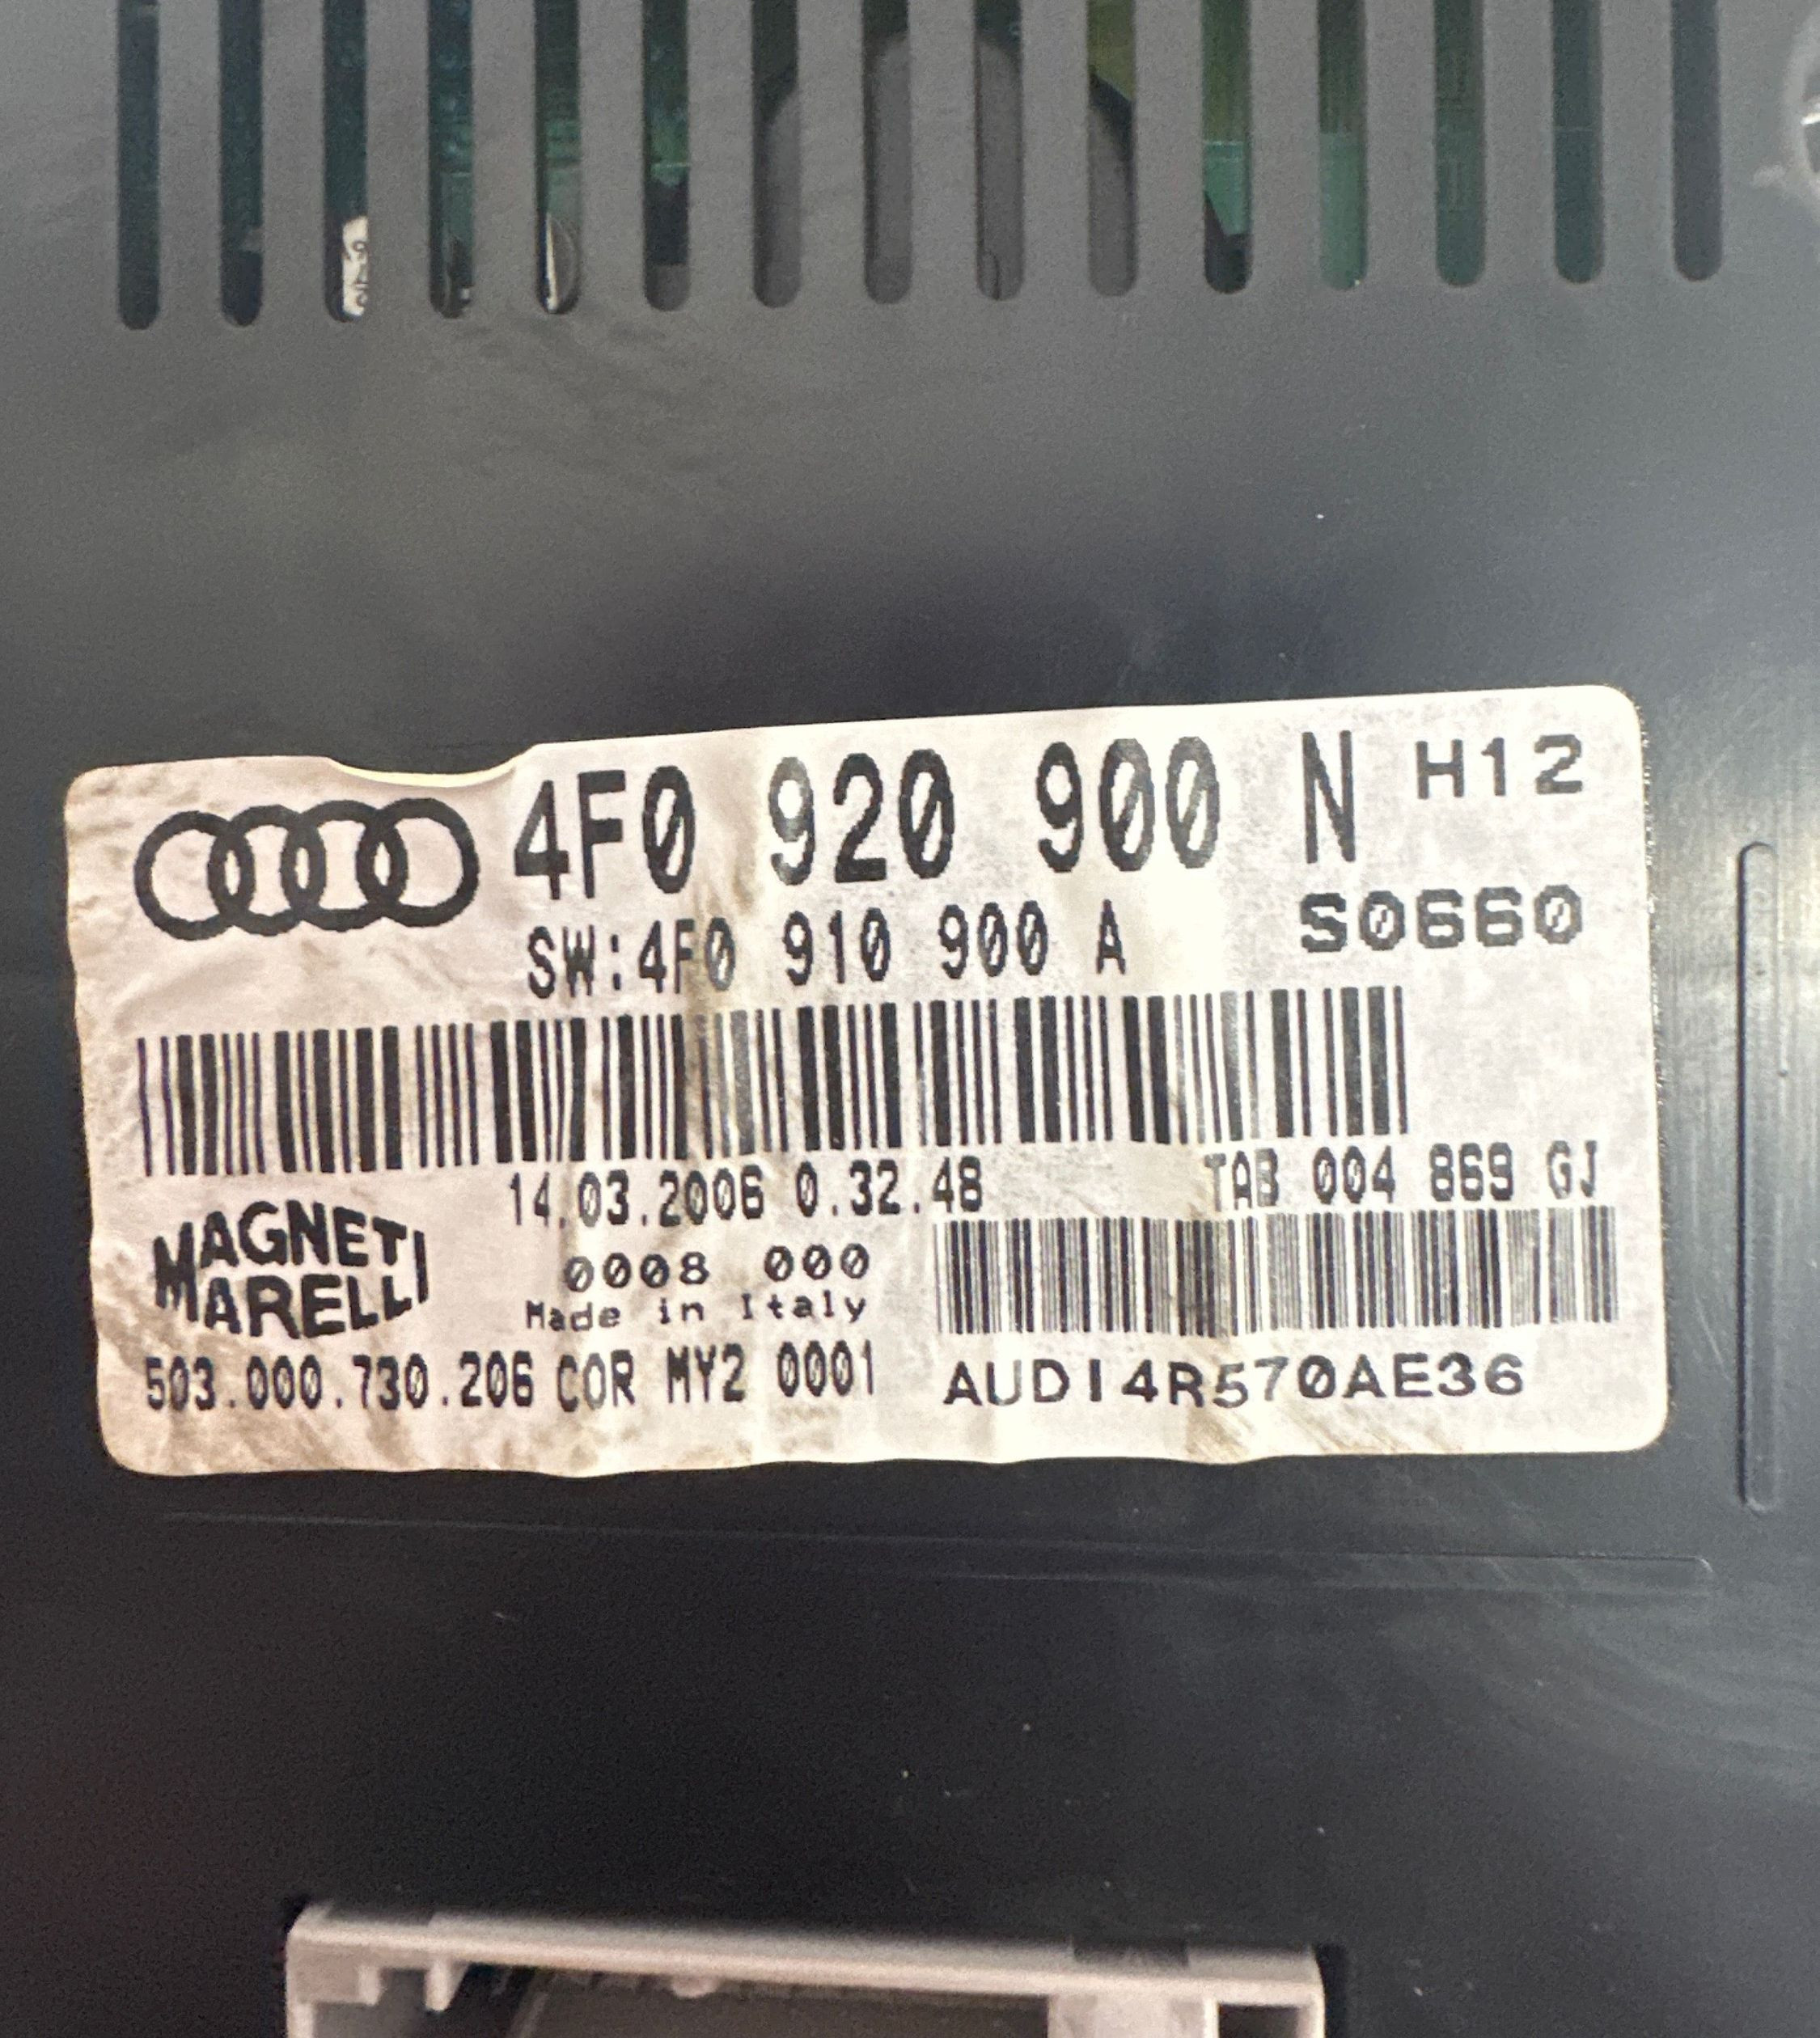 4F0 920 900 N H12
SW:4F0 910 900 A S0660
14.03.2006 0.32.48 TAB 004 869 GJ
MAGNETI
MARELLI
0008 000
Made in Italy
503.000.730.206 COR MY2 0001 AUDI4R570AE36